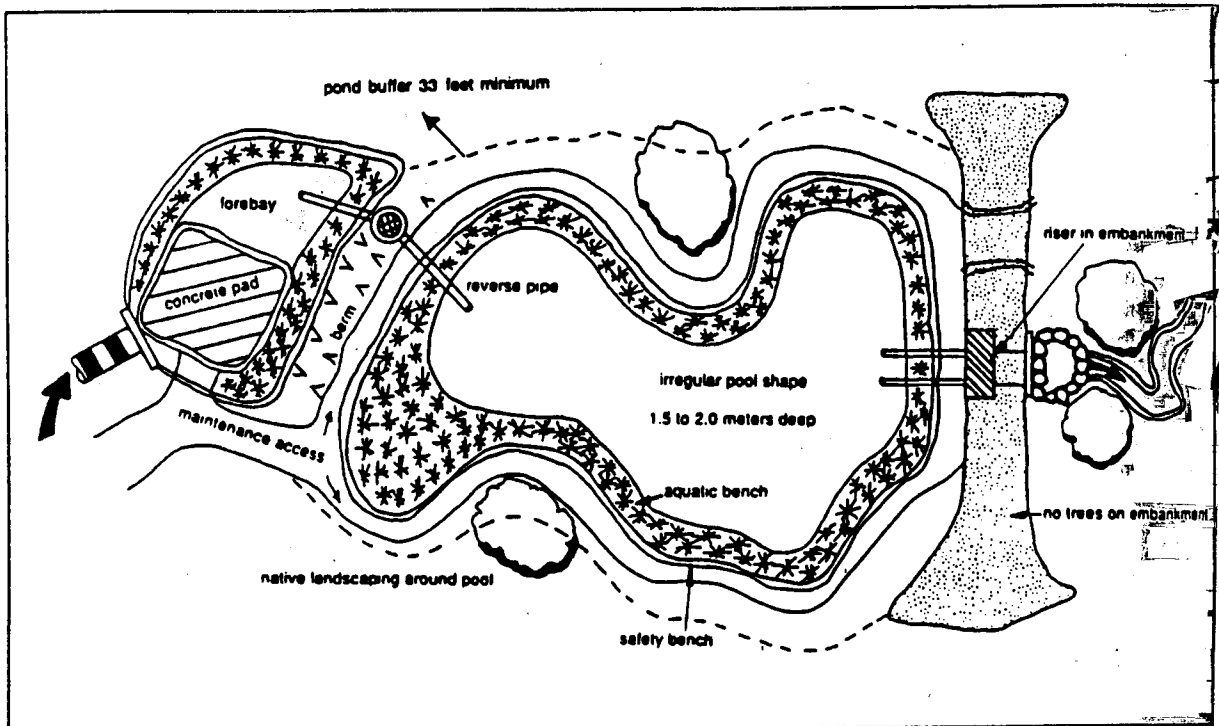 pond buffer 33 feet minimum
forebay
riser in embankment
concrete pad
reverse pipe
berm
irregular pool shape
1.5 to 2.0 meters deep
maintenance access
aquatic bench
no trees on embankment
native landscaping around pool
safety bench